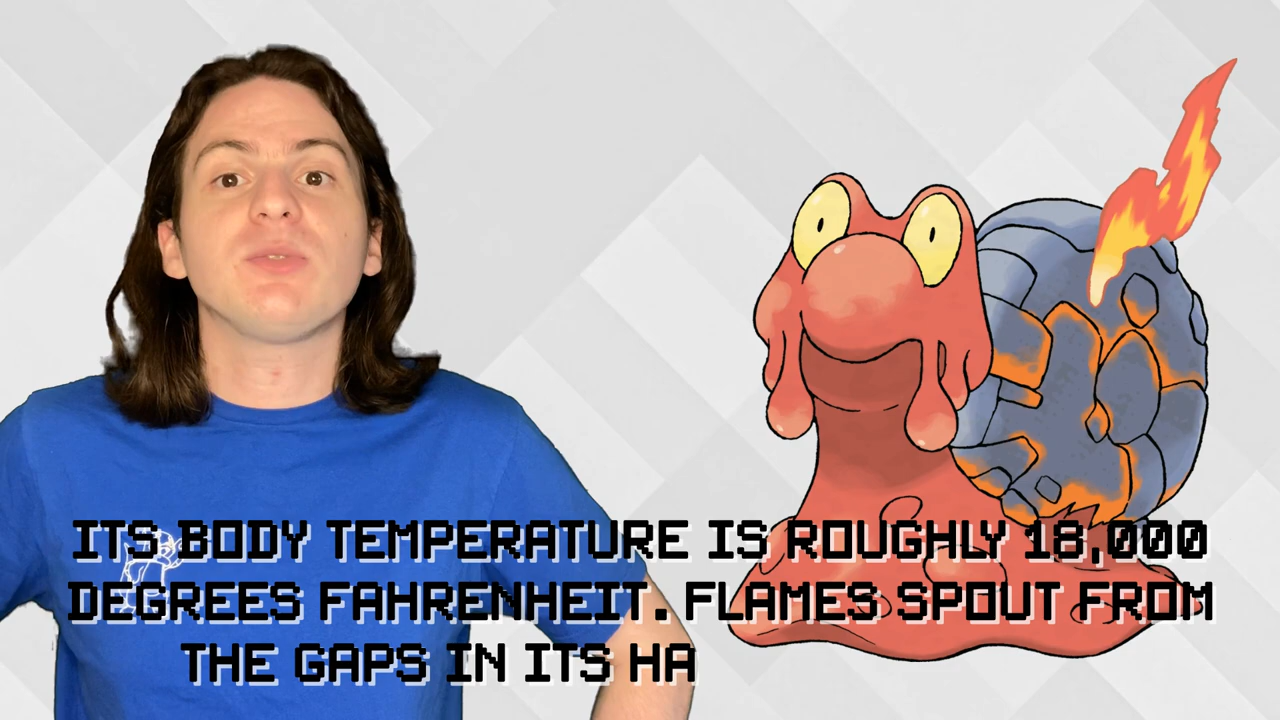 ITS BODY TEMPERATURE IS ROUGHLY 18,000
DEGREES FAHRENHEIT. FLAMES SPOUT FROM
THE GAPS IN ITS HA